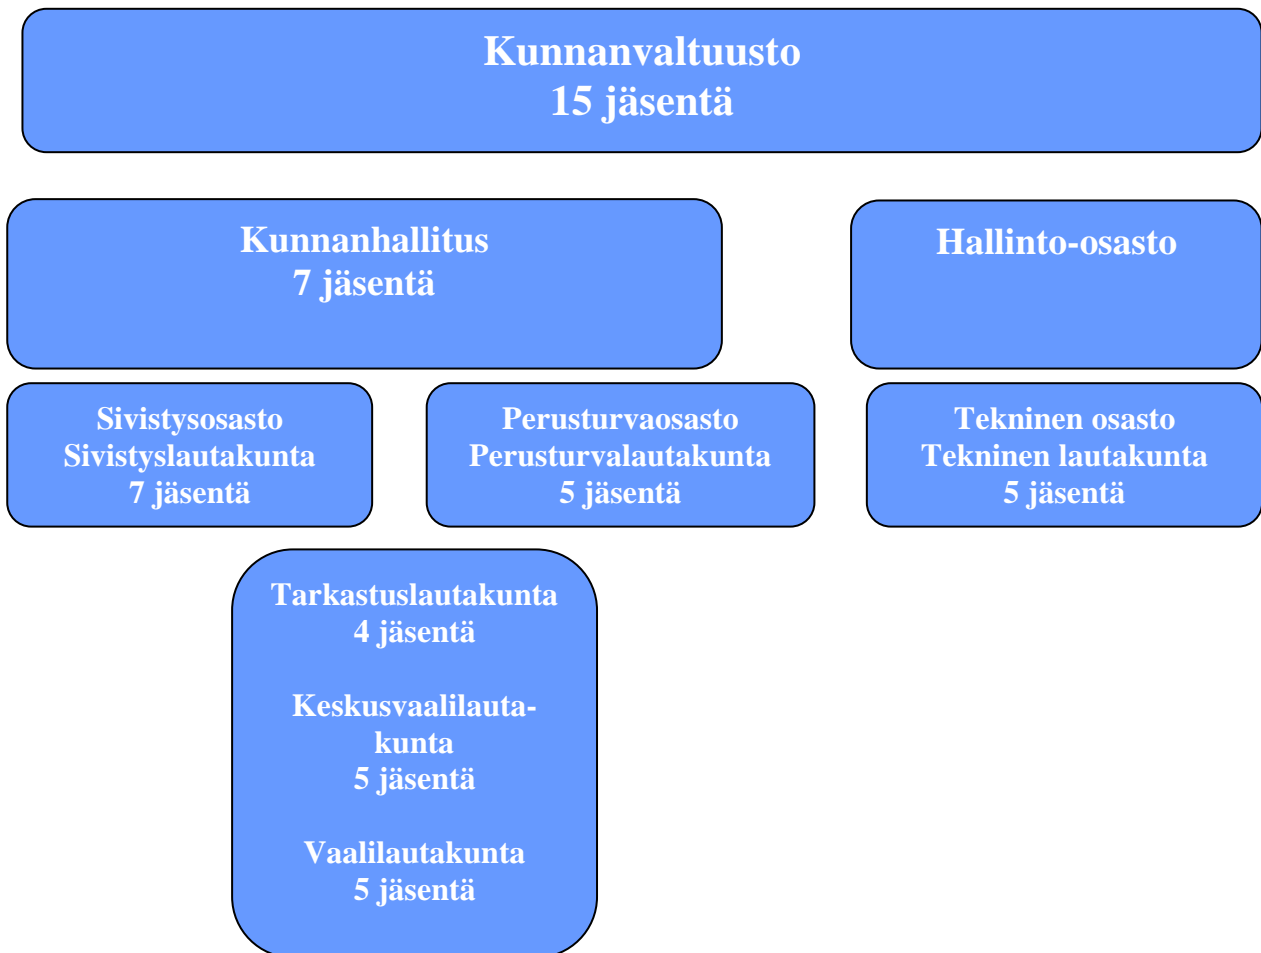 Kunnanvaltuusto
15 jäsentä
Kunnanhallitus
7 jäsentä
Hallinto-osasto
Sivistysosasto
Sivistyslautakunta
7 jäsentä
Perusturvaosasto
Perusturvalautakunta
5 jäsentä
Tekninen osasto
Tekninen lautakunta
5 jäsentä
Tarkastuslautakunta
4 jäsentä
Keskusvaalilauta-
kunta
5 jäsentä
Vaalilautakunta
5 jäsentä